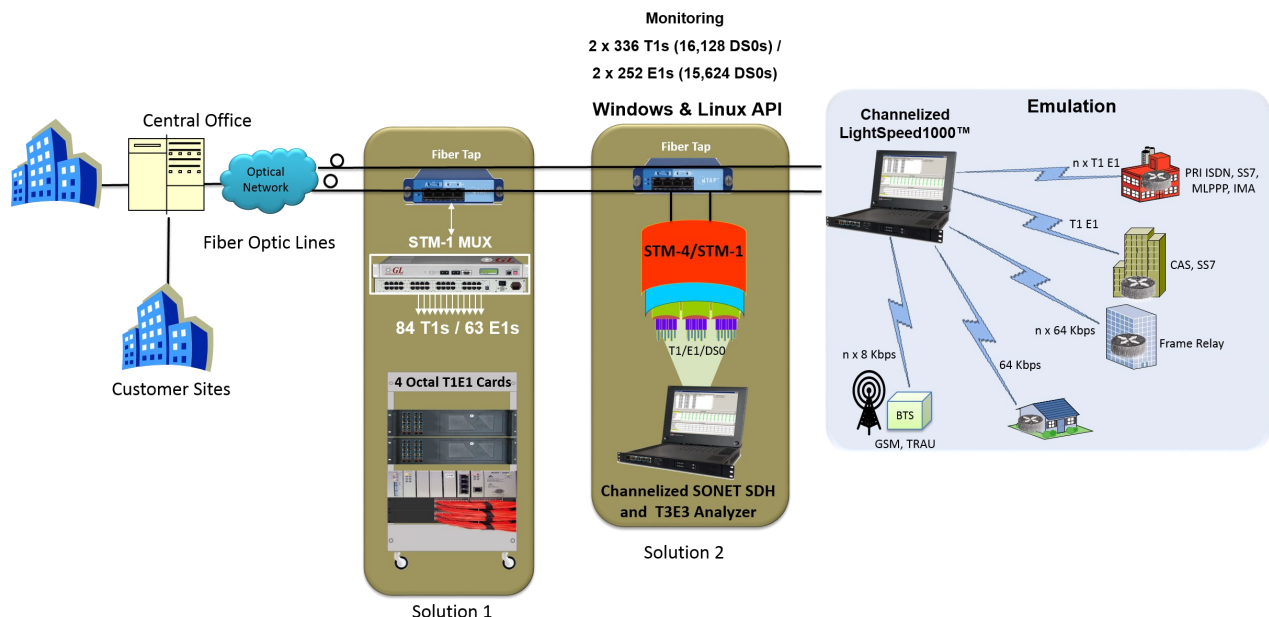 Monitoring
2 x 336 T1s (16,128 DS0s) /
2 x 252 E1s (15,624 DS0s)
Windows & Linux API
Central Office
Optical
Network
Fiber Optic Lines
Customer Sites
Fiber Tap
STM-1 MUX
GL
84 T1s / 63 E1s
4 Octal T1E1 Cards
Solution 1
Fiber Tap
STM-4/STM-1
T1/E1/DS0
Channelized SONET SDH
and T3E3 Analyzer
Solution 2
Emulation
Channelized
LightSpeed1000™
n x T1 E1
PRI ISDN, SS7,
MLPPP, IMA
T1 E1
CAS, SS7
n x 64 Kbps
Frame Relay
64 Kbps
n x 8 Kbps
BTS
GSM, TRAU